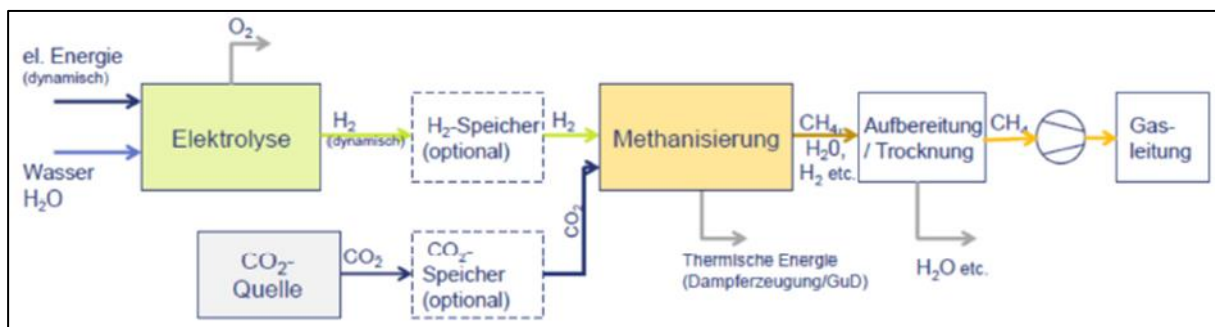 O₂
el. Energie
(dynamisch)
Elektrolyse
Wasser
H₂O
H₂
(dynamisch)
H₂-Speicher
(optional)
H₂
Methanisierung
CH₄,
H₂0,
H₂ etc.
Aufbereitung
/ Trocknung
CH₄
Gas-
leitung
CO₂-
Quelle
CO₂
CO₂-
Speicher
(optional)
CO₂
Thermische Energie
(Dampferzeugung/GuD)
H₂O etc.